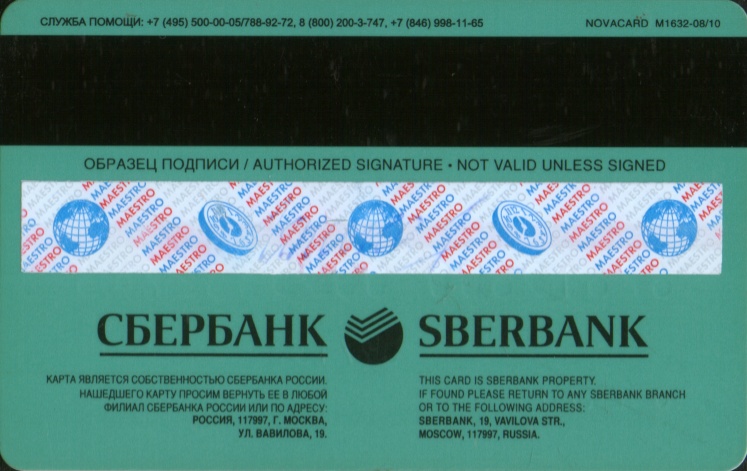 СЛУЖБА ПОМОЩИ: +7 (495) 500-00-05/788-92-72, 8 (800) 200-3-747, +7 (846) 998-11-65
NOVACARD M1632-08/10
ОБРАЗЕЦ ПОДПИСИ / AUTHORIZED SIGNATURE • NOT VALID UNLESS SIGNED
MAESTRO MAESTRO MAESTRO MAESTRO
СБЕРБАНК
КАРТА ЯВЛЯЕТСЯ СОБСТВЕННОСТЬЮ СБЕРБАНКА РОССИИ.
НАШЕДШЕГО КАРТУ ПРОСИМ ВЕРНУТЬ ЕЕ В ЛЮБОЙ
ФИЛИАЛ СБЕРБАНКА РОССИИ ИЛИ ПО АДРЕСУ:
РОССИЯ, 117997, Г. МОСКВА,
УЛ. ВАВИЛОВА, 19.
SBERBANK
THIS CARD IS SBERBANK PROPERTY.
IF FOUND PLEASE RETURN TO ANY SBERBANK BRANCH
OR TO THE FOLLOWING ADDRESS:
SBERBANK, 19, VAVILOVA STR.,
MOSCOW, 117997, RUSSIA.